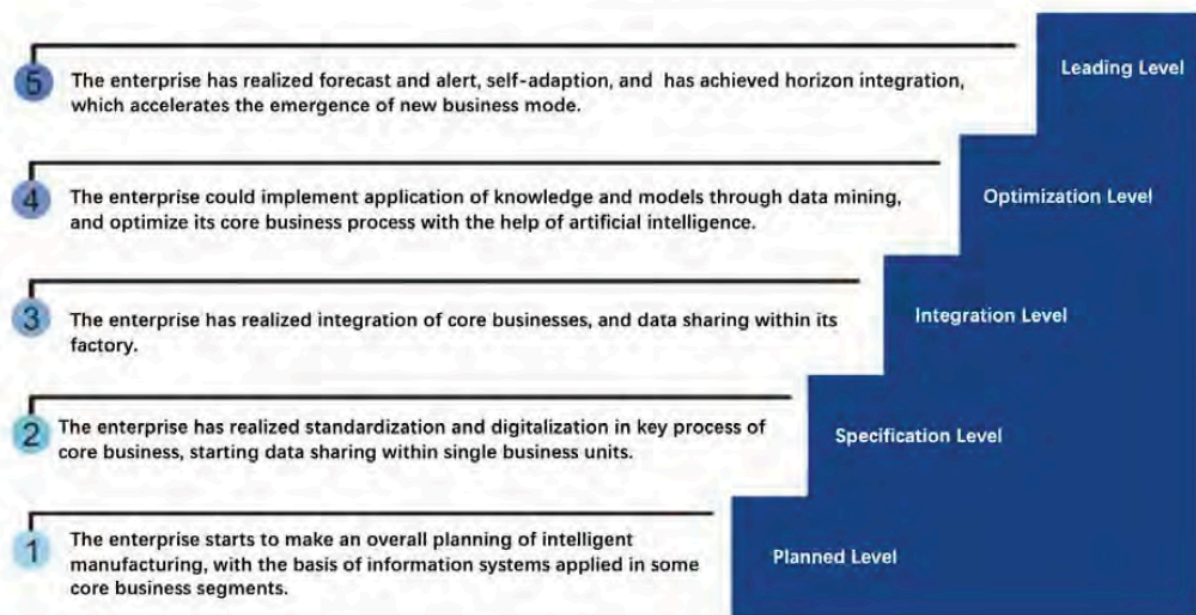 5
The enterprise has realized forecast and alert, self-adaption, and has achieved horizon integration,
which accelerates the emergence of new business mode.
Leading Level
4
The enterprise could implement application of knowledge and models through data mining,
and optimize its core business process with the help of artificial intelligence.
Optimization Level
3
The enterprise has realized integration of core businesses, and data sharing within its
factory.
Integration Level
2
The enterprise has realized standardization and digitalization in key process of
core business, starting data sharing within single business units.
Specification Level
1
The enterprise starts to make an overall planning of intelligent
manufacturing, with the basis of information systems applied in some
core business segments.
Planned Level